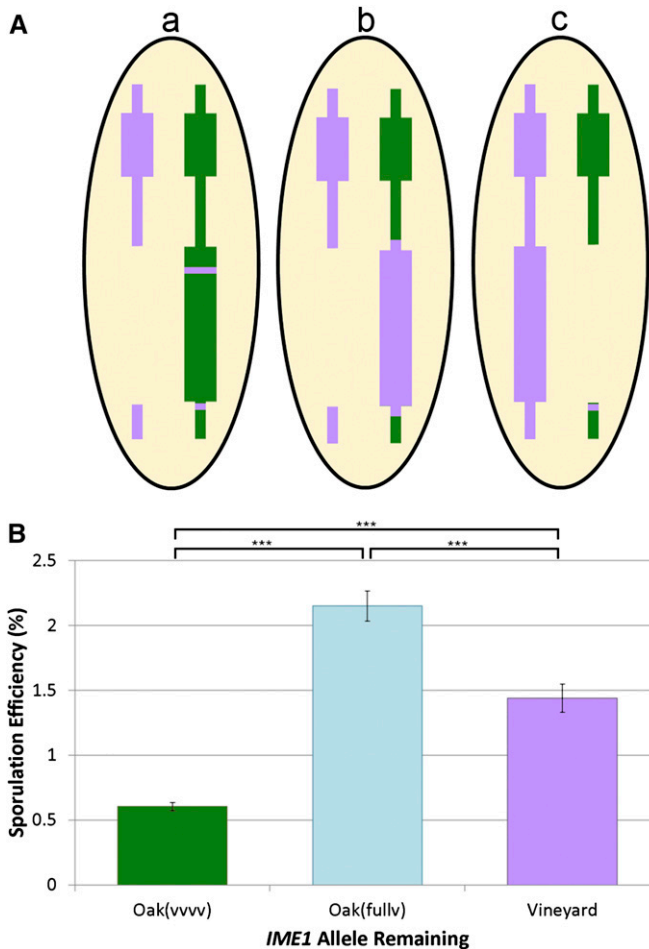 A
a b c
B
*** 
*** ***
Sporulation Efficiency (%)
2.5
2
1.5
1
0.5
0
Oak(vvvv) Oak(fullv) Vineyard
IME1 Allele Remaining